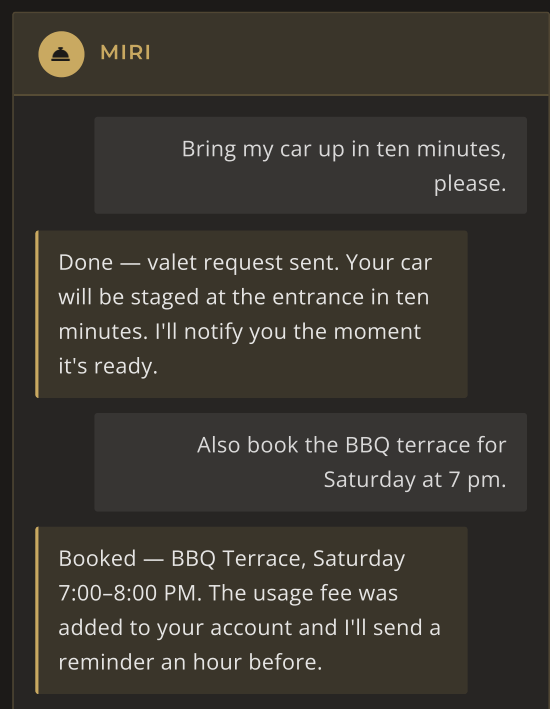 MIRI
Bring my car up in ten minutes,
please.
Done — valet request sent. Your car
will be staged at the entrance in ten
minutes. I'll notify you the moment
it's ready.
Also book the BBQ terrace for
Saturday at 7 pm.
Booked — BBQ Terrace, Saturday
7:00–8:00 PM. The usage fee was
added to your account and I'll send a
reminder an hour before.